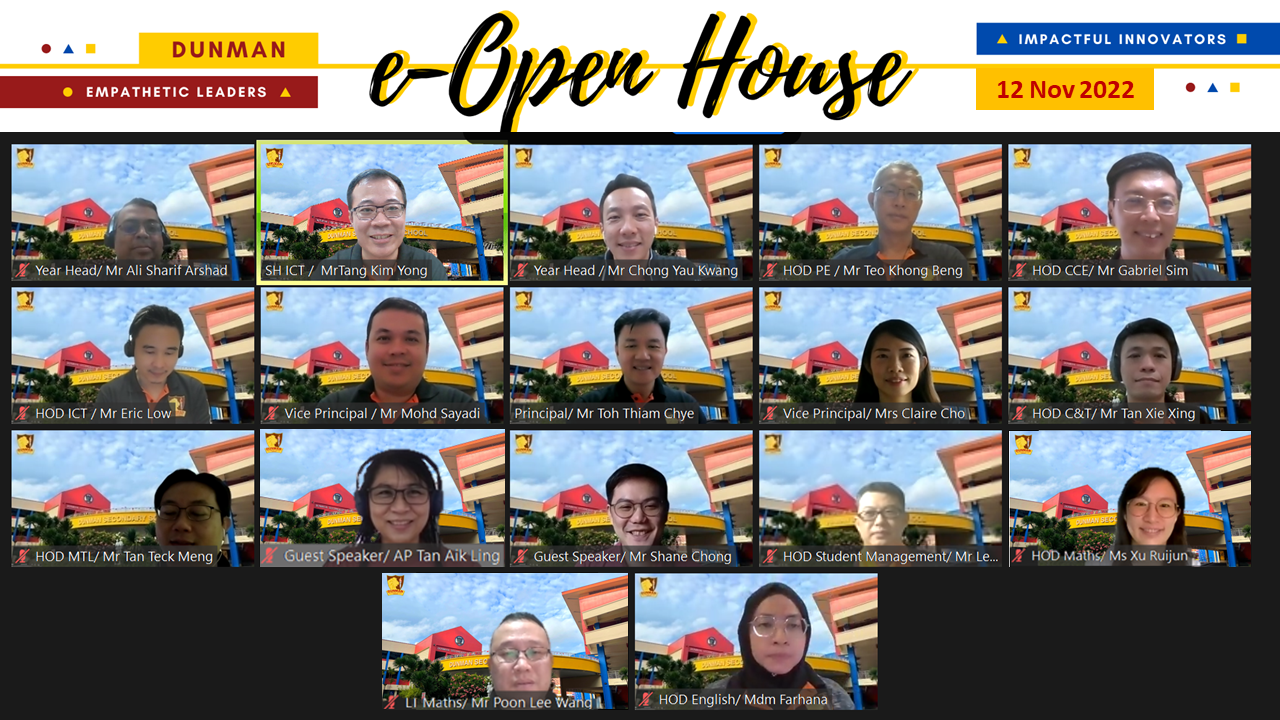 DUNMAN
EMPATHETIC LEADERS
e-Open House
IMPACTFUL INNOVATORS
12 Nov 2022
Year Head/ Mr Ali Sharif Arshad
SH ICT / MrTang Kim Yong
Year Head / Mr Chong Yau Kwang
HOD PE / Mr Teo Khong Beng
HOD CCE/ Mr Gabriel Sim
HOD ICT / Mr Eric Low
Vice Principal / Mr Mohd Sayadi
Principal/ Mr Toh Thiam Chye
Vice Principal/ Mrs Claire Cho
HOD C&T/ Mr Tan Xie Xing
HOD MTL/ Mr Tan Teck Meng
Guest Speaker/ AP Tan Aik Ling
Guest Speaker/ Mr Shane Chong
HOD Student Management/ Mr Le...
HOD Maths/ Ms Xu Ruijun
LT Maths/ Mr Poon Lee Wang
HOD English/ Mdm Farhana